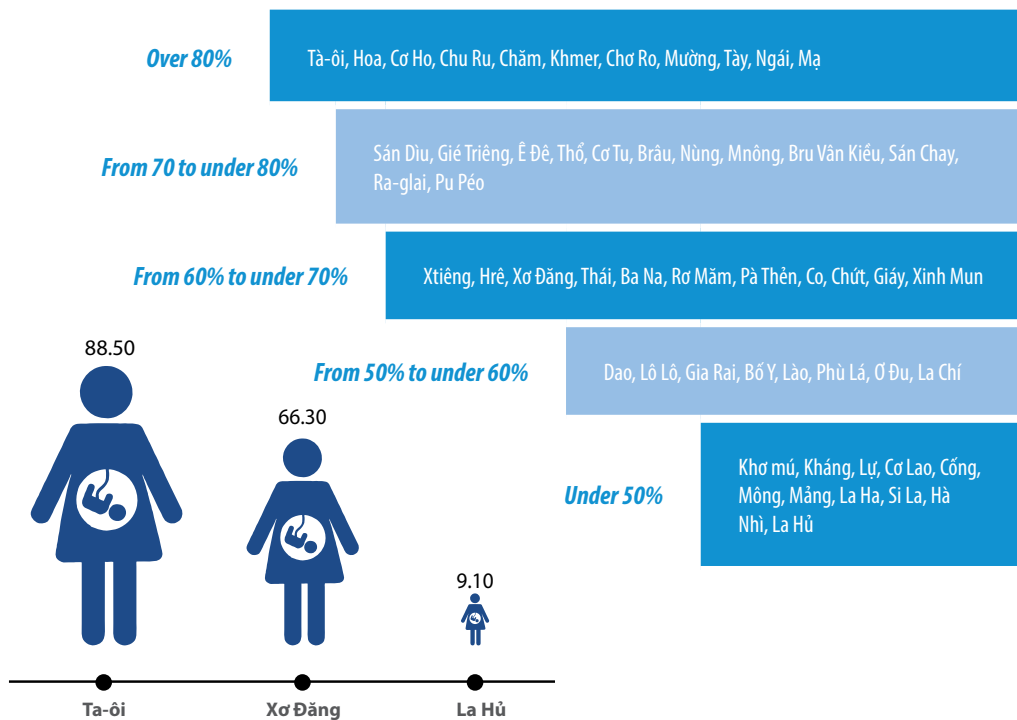 Over 80%
Tà-ôi, Hoa, Cơ Ho, Chu Ru, Chăm, Khmer, Chơ Ro, Mường, Tày, Ngái, Mạ
From 70 to under 80%
Sán Dìu, Gié Triêng, Ê Đê, Thổ, Cơ Tu, Brâu, Nùng, Mnông, Bru Vân Kiều, Sán Chay,
Ra-glai, Pu Péo
From 60% to under 70%
Xtiêng, Hrê, Xơ Đăng, Thái, Ba Na, Rơ Măm, Pà Thẻn, Co, Chứt, Giáy, Xinh Mun
From 50% to under 60%
Dao, Lô Lô, Gia Rai, Bố Y, Lào, Phù Lá, Ơ Đu, La Chí
Under 50%
Khơ mú, Kháng, Lự, Cơ Lao, Cống,
Mông, Mảng, La Ha, Si La, Hà
Nhì, La Hủ
88.50
66.30
9.10
Ta-ôi
Xơ Đăng
La Hủ